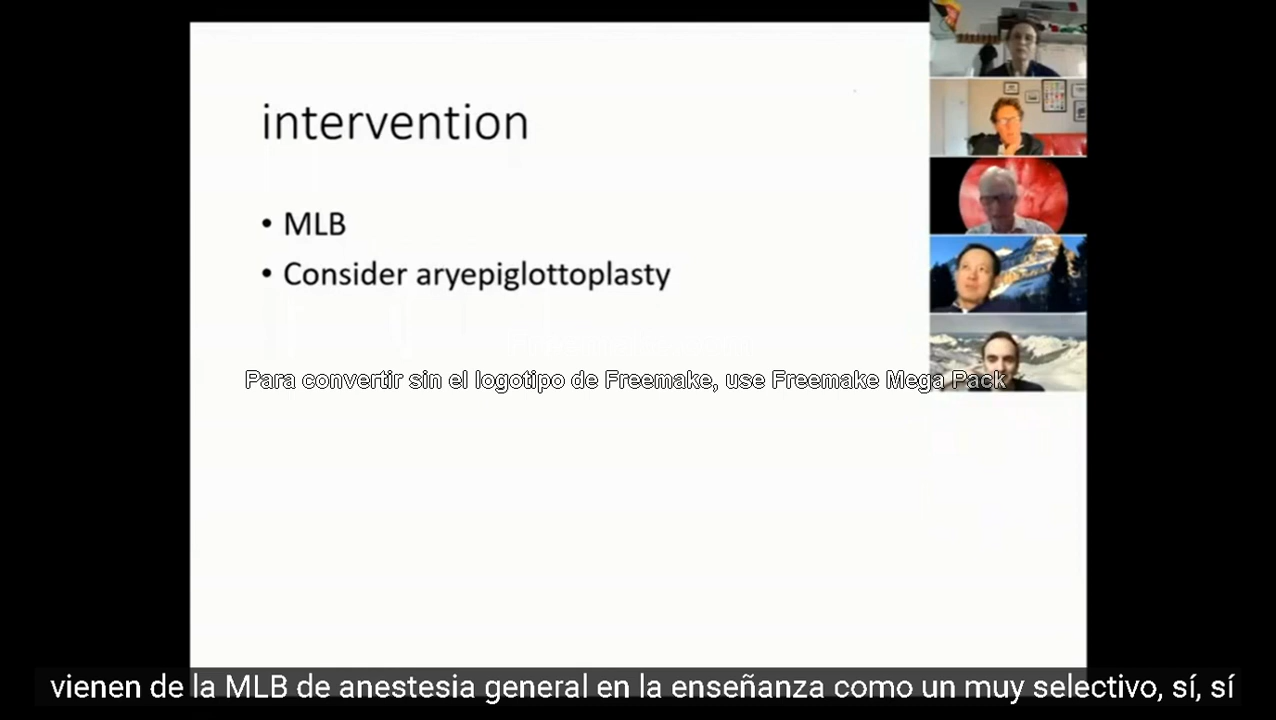 intervention
• MLB
• Consider aryepiglottoplasty
Para convertir sin el logotipo de Freemake, use Freemake Mega Pack
vienen de la MLB de anestesia general en la enseñanza como un muy selectivo, sí, sí